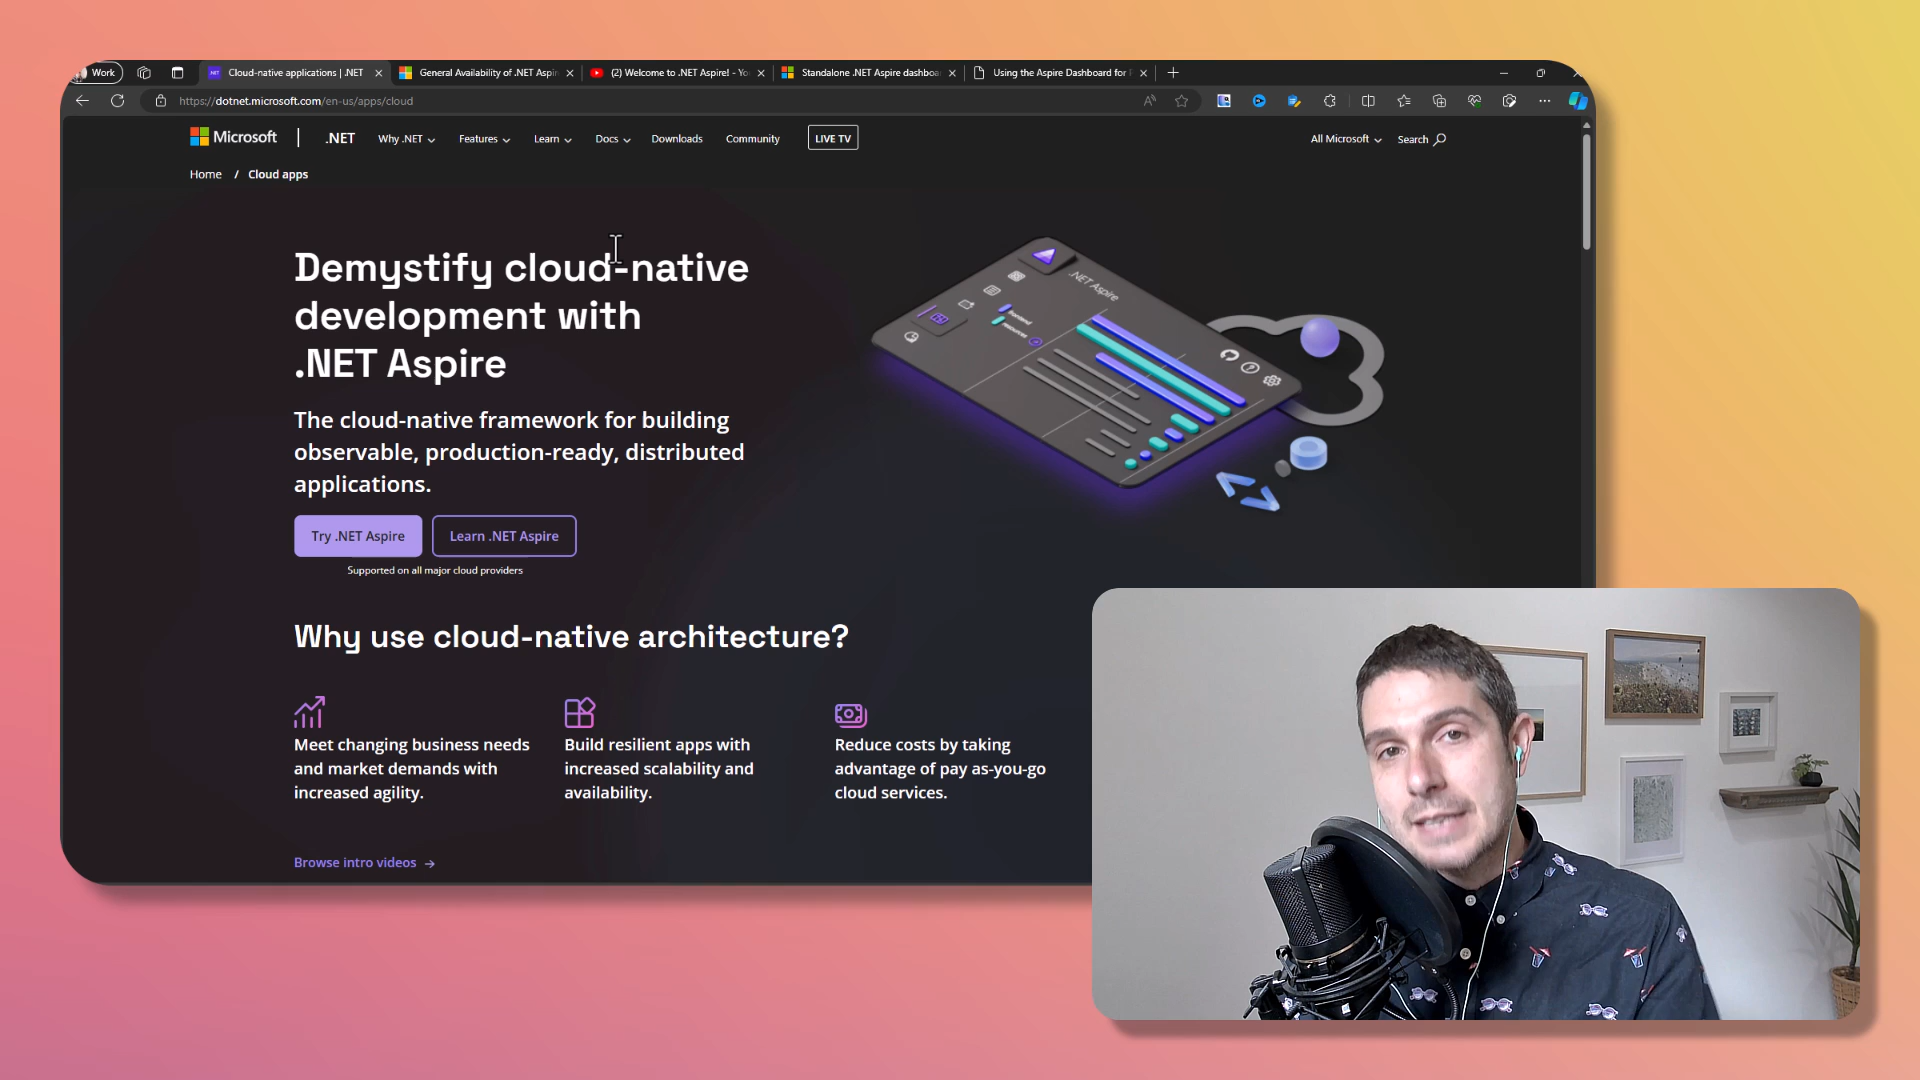 Work
Cloud-native applications | .NET
General Availability of .NET Aspir
(2) Welcome to .NET Aspire! - Yo
Standalone .NET Aspire dashboa
Using the Aspire Dashboard for
https://dotnet.microsoft.com/en-us/apps/cloud
Microsoft
.NET
Why .NET
Features
Learn
Docs
Downloads
Community
LIVE TV
All Microsoft
Search
Home / Cloud apps
Demystify cloud-native
development with
.NET Aspire
The cloud-native framework for building
observable, production-ready, distributed
applications.
Try .NET Aspire
Learn .NET Aspire
Supported on all major cloud providers
.NET Aspire
frontend
resources
Why use cloud-native architecture?
Meet changing business needs
and market demands with
increased agility.
Build resilient apps with
increased scalability and
availability.
Reduce costs by taking
advantage of pay as-you-go
cloud services.
Browse intro videos →